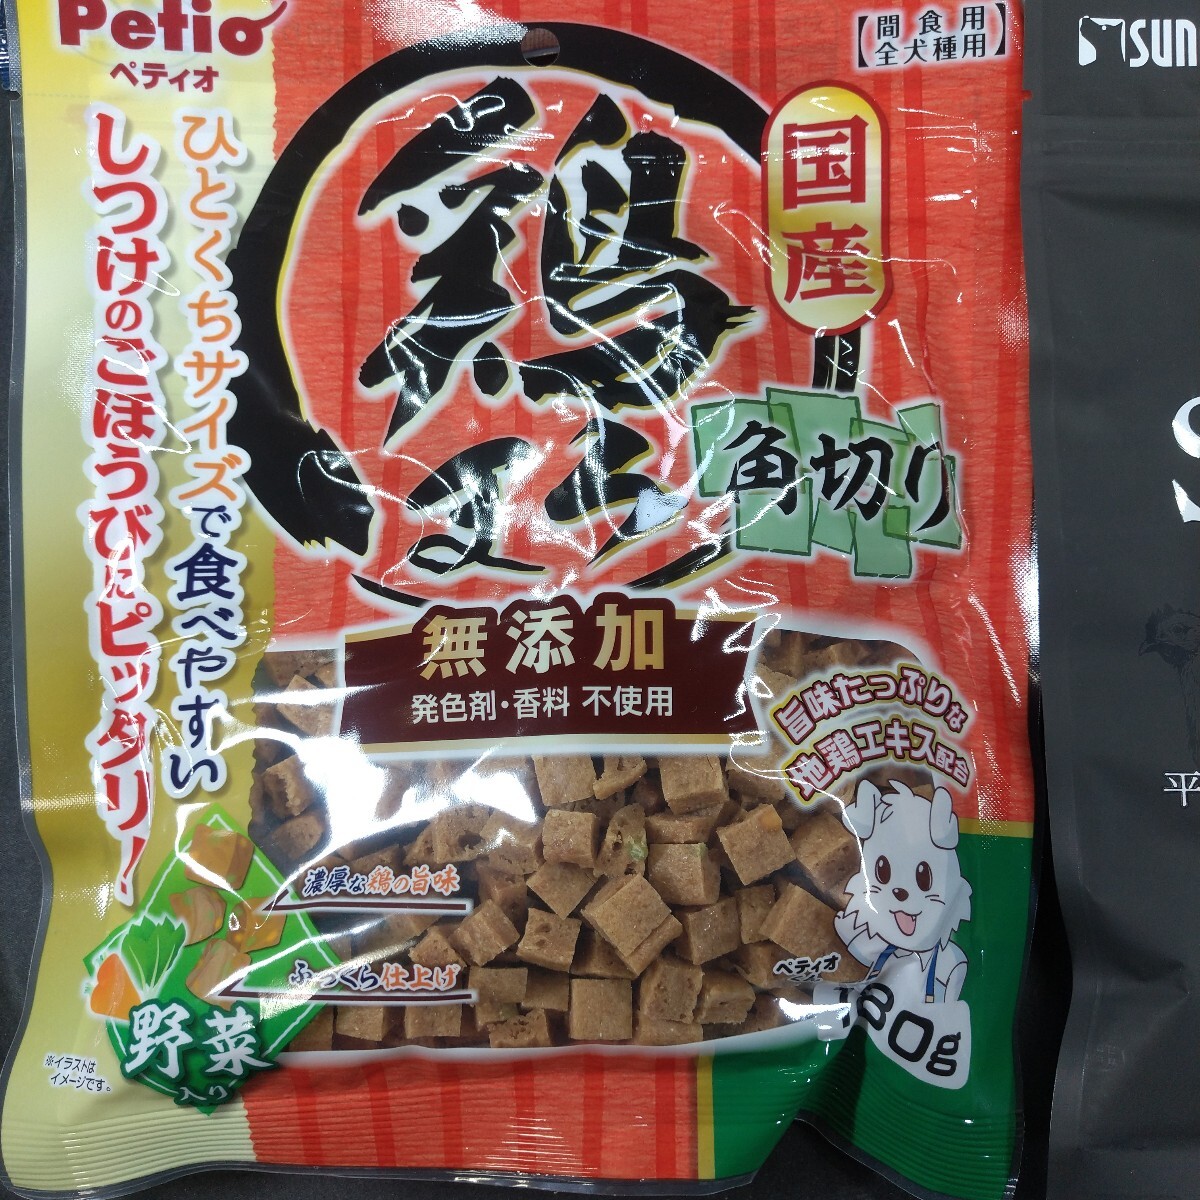 Petio
ペティオ
【間食用
全犬種用】
ひとくちサイズで食べやすい
しつけのごほうびにピッタリ!
国産
鶏
角切り
無添加
発色剤・香料 不使用
旨味たっぷりな
地鶏エキス配合
濃厚な鶏の旨味
ふっくら仕上げ
野菜
入り
※イラストは
イメージです。
ペティオ
180g
SUN
S
平